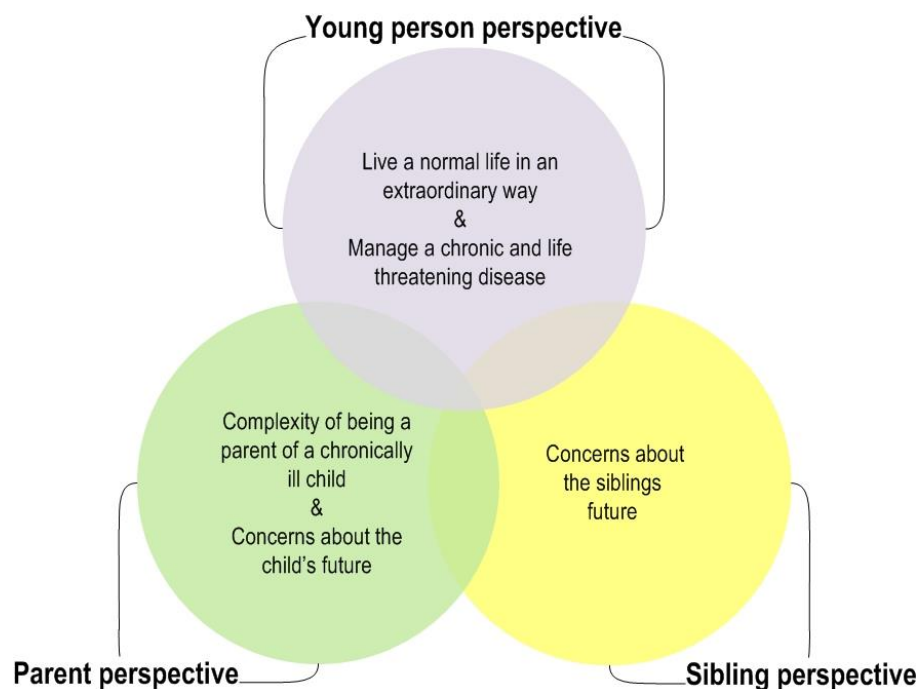 Young person perspective
Live a normal life in an
extraordinary way
&
Manage a chronic and life
threatening disease
Complexity of being a
parent of a chronically
ill child
&
Concerns about the
child's future
Concerns about
the siblings
future
Parent perspective
Sibling perspective